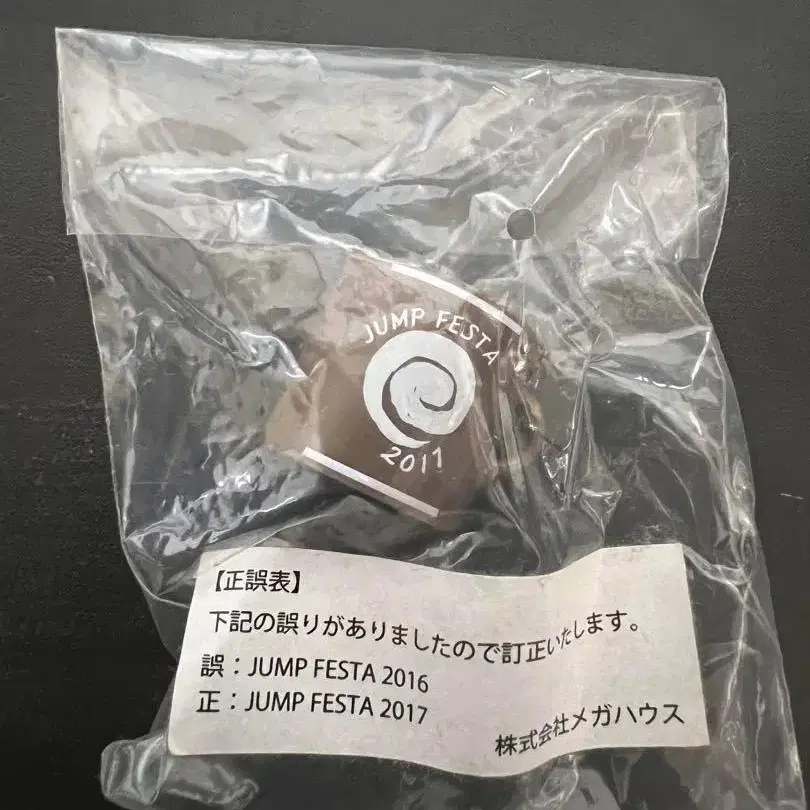 JUMP FESTA
2017
【正誤表】
下記の誤りがありましたので訂正いたします。
誤：JUMP FESTA 2016
正：JUMP FESTA 2017
株式会社メガハウス